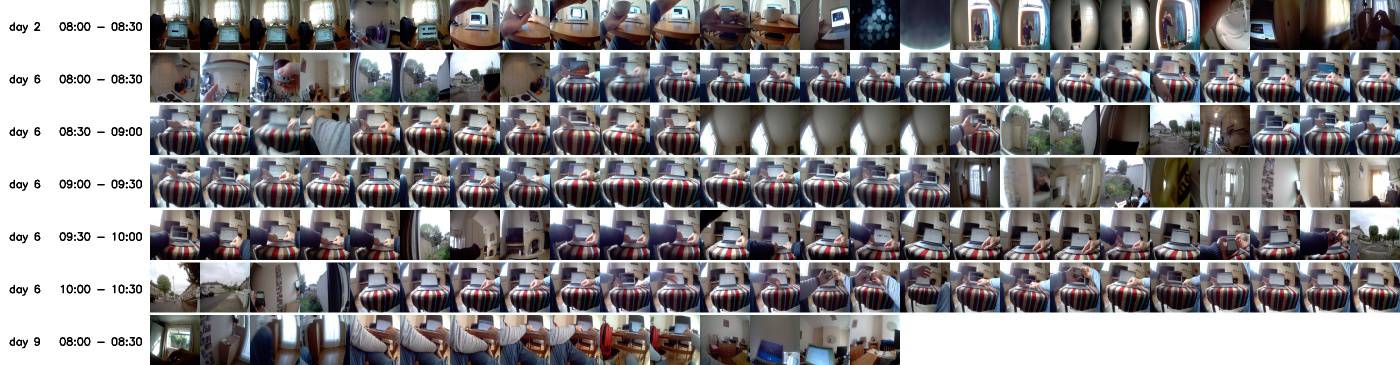 day 2 08:00 – 08:30
day 6 08:00 – 08:30
day 6 08:30 – 09:00
day 6 09:00 – 09:30
day 6 09:30 – 10:00
day 6 10:00 – 10:30
day 9 08:00 – 08:30